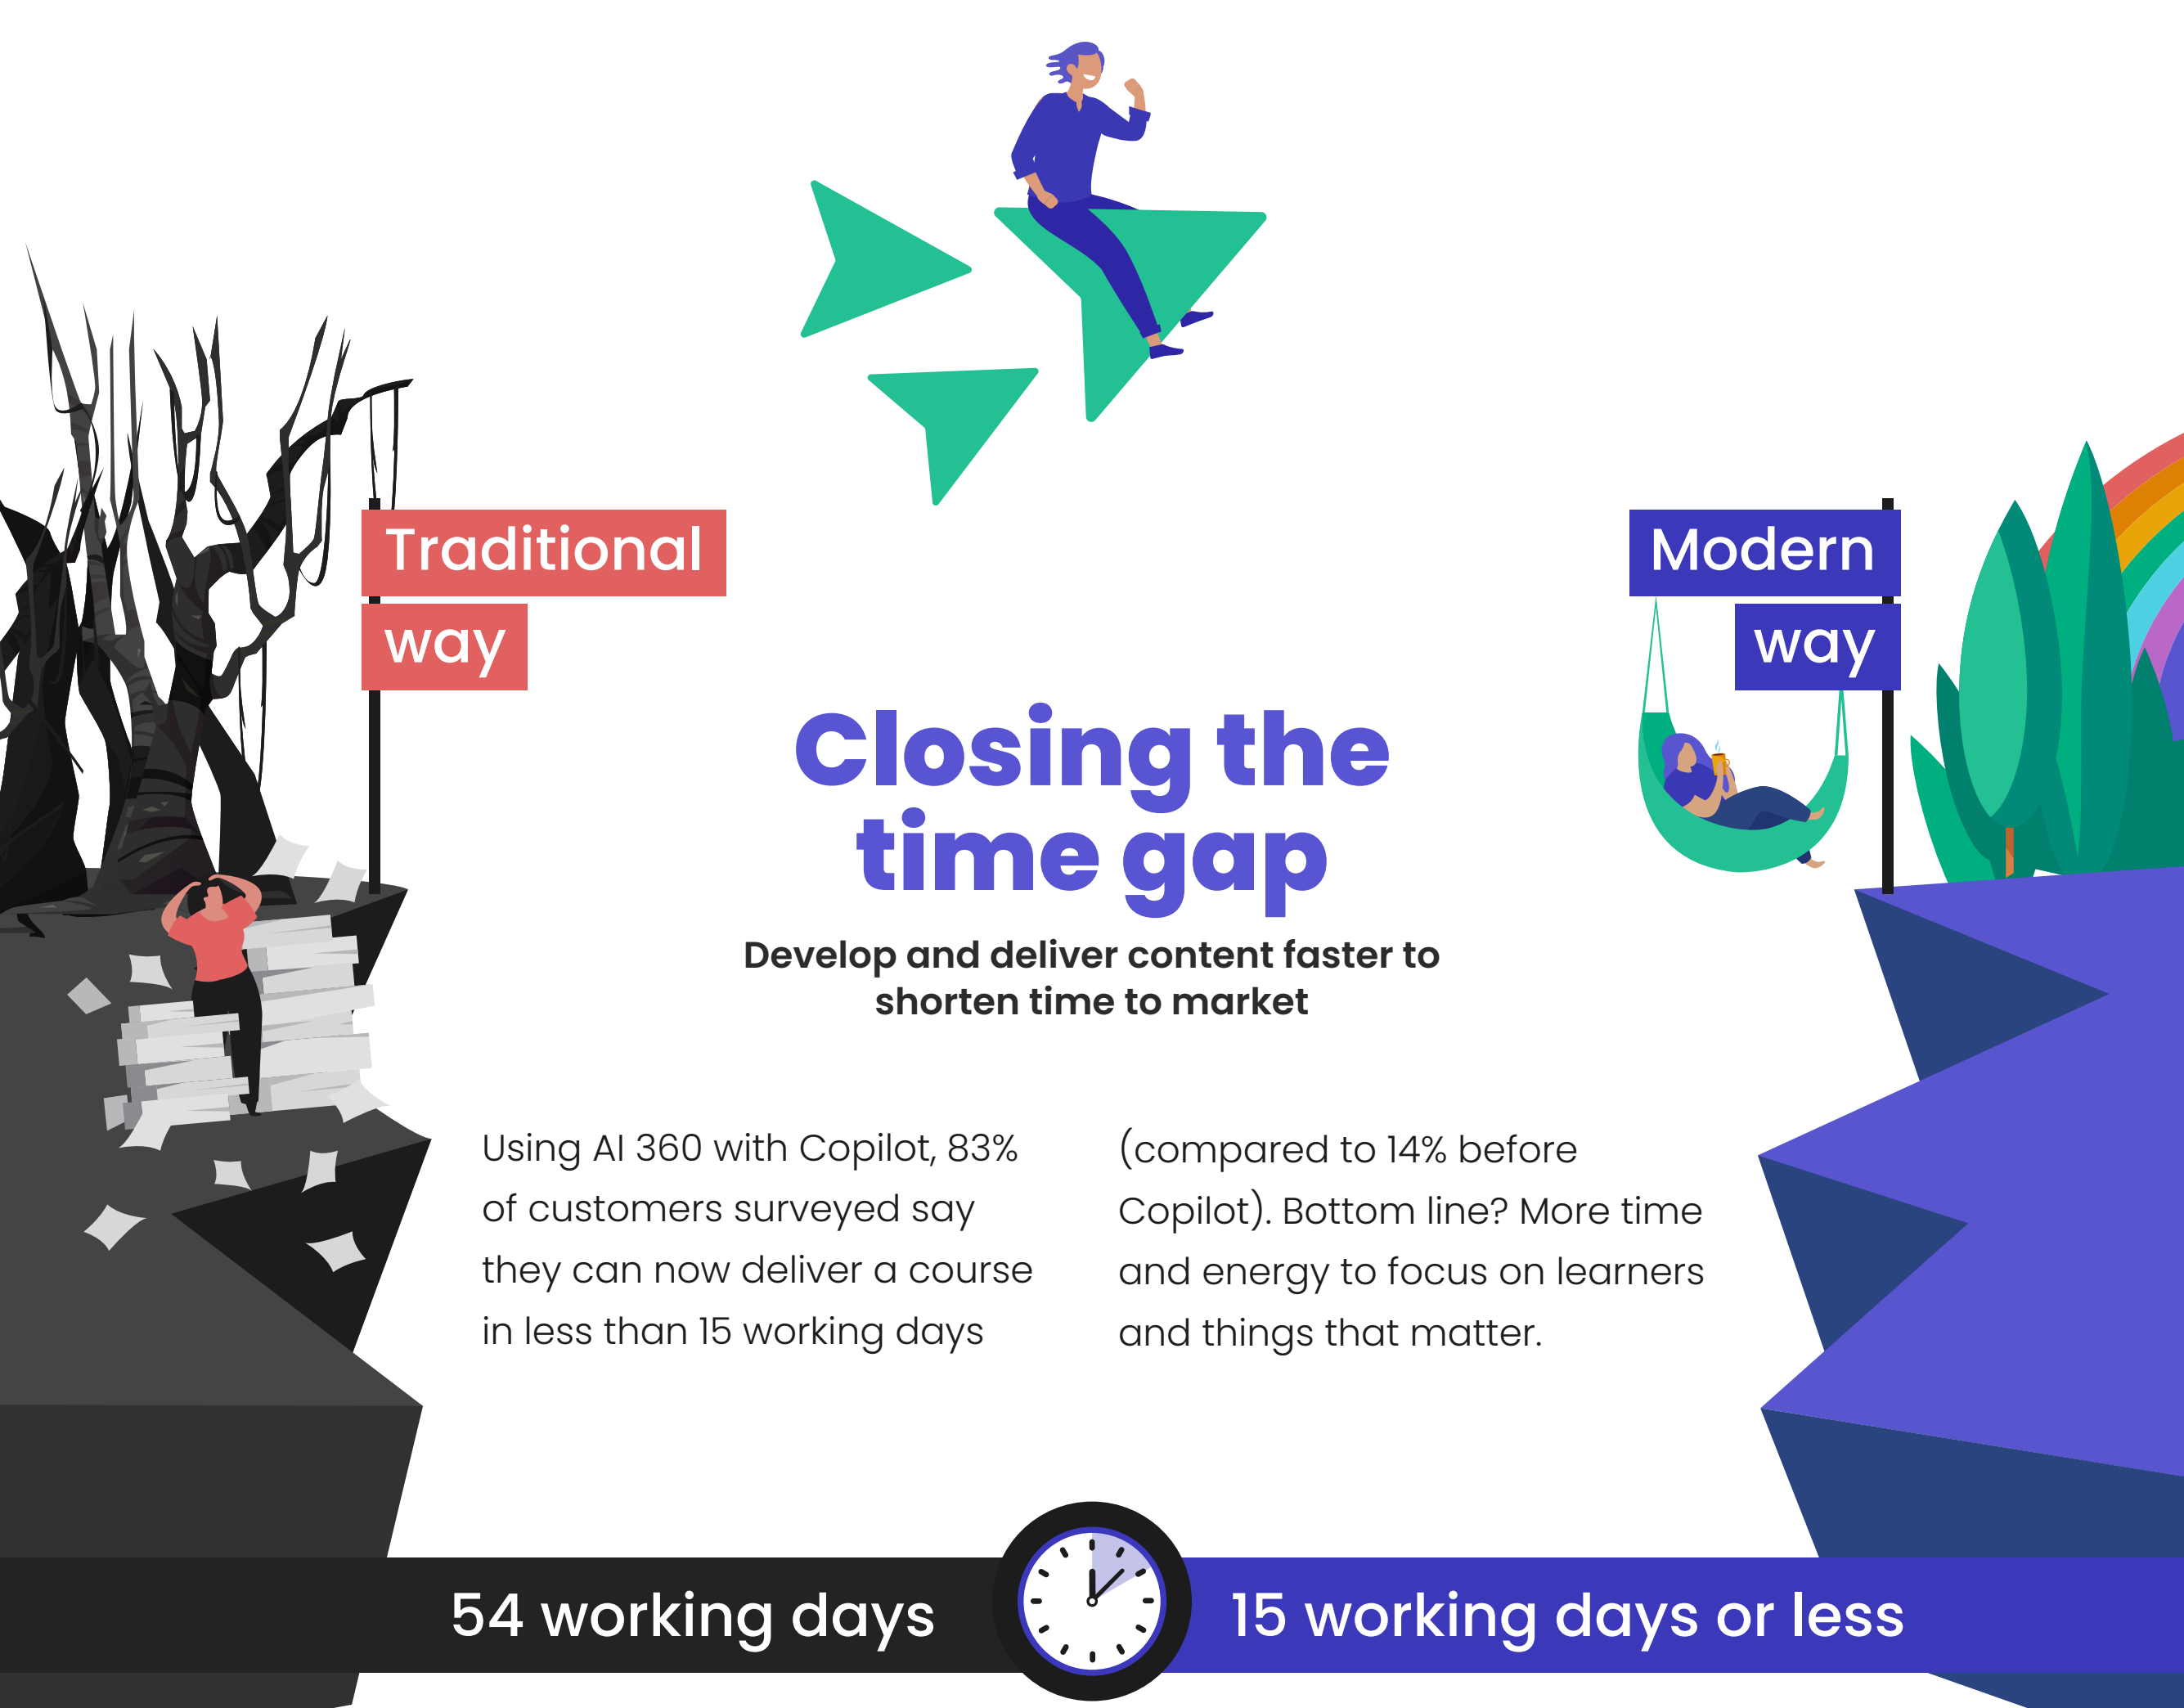 Traditional
way
Modern
way
Closing the
time gap
Develop and deliver content faster to
shorten time to market
Using AI 360 with Copilot, 83%
of customers surveyed say
they can now deliver a course
in less than 15 working days
(compared to 14% before
Copilot). Bottom line? More time
and energy to focus on learners
and things that matter.
54 working days
15 working days or less